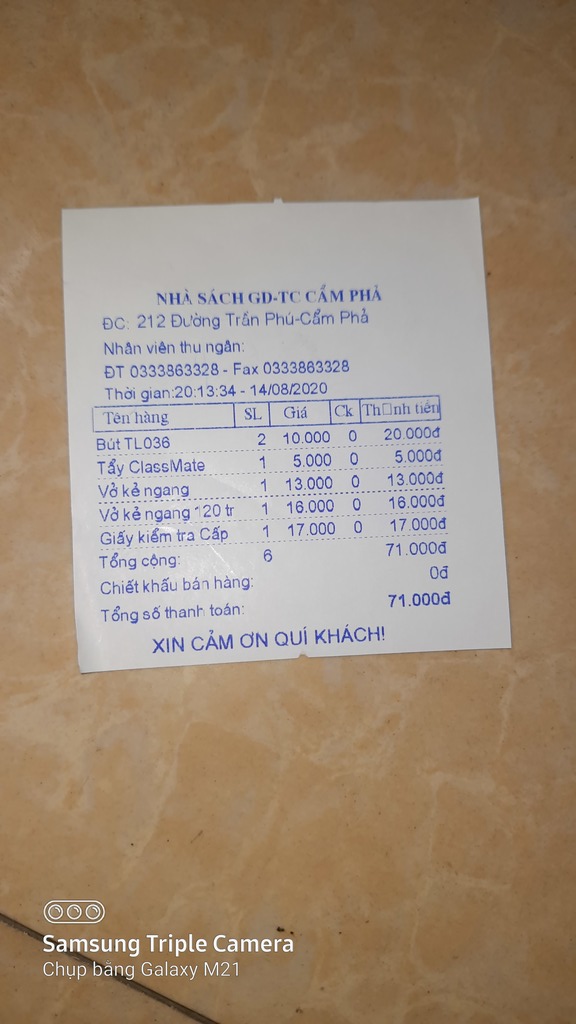 NHÀ SÁCH GD-TC CẨM PHẢ
ĐC: 212 Đường Trần Phú-Cẩm Phả
Nhân viên thu ngân:
ĐT 0333863328 - Fax 0333863328
Thời gian:20:13:34 - 14/08/2020
Tên hàng SL Giá Ck Th□nh tiền
Bút TL036 2 10.000 0 20.000đ
Tẩy ClassMate 1 5.000 0 5.000đ
Vở kẻ ngang 1 13.000 0 13.000đ
Vở kẻ ngang 120 tr 1 16.000 0 16.000đ
Giấy kiểm tra Cấp 1 17.000 0 17.000đ
Tổng cộng: 6 71.000đ
Chiết khấu bán hàng: 0đ
Tổng số thanh toán: 71.000đ
XIN CẢM ƠN QUÍ KHÁCH!
Samsung Triple Camera
Chụp bằng Galaxy M21